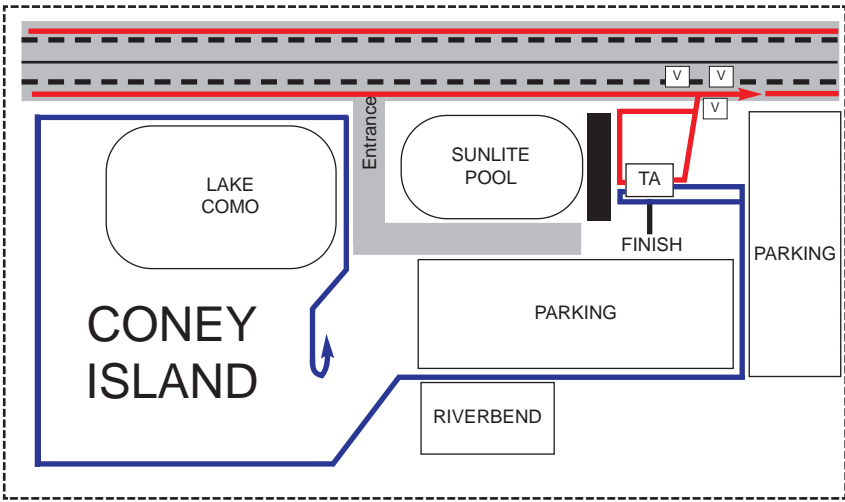 V
V
V
Entrance
SUNLITE
POOL
LAKE
COMO
TA
FINISH
PARKING
PARKING
CONEY
ISLAND
RIVERBEND